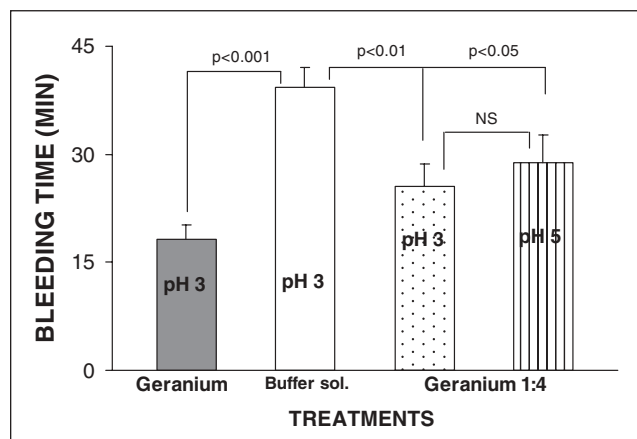 BLEEDING TIME (MIN)
45
30
15
0
p<0.001
p<0.01
p<0.05
NS
pH 3
pH 3
pH 3
pH 5
Geranium
Buffer sol.
Geranium 1:4
TREATMENTS